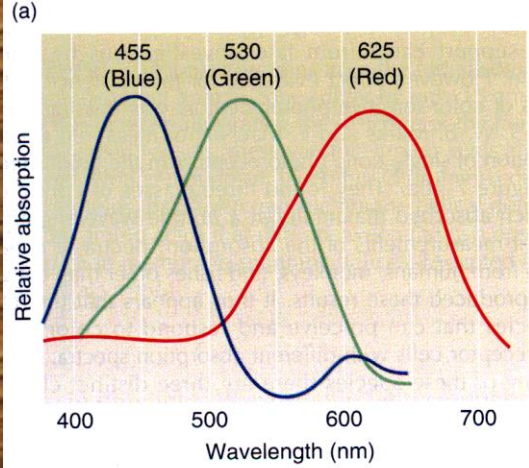 (a)
455 530 625
(Blue) (Green) (Red)
Relative absorption
400 500 600 700
Wavelength (nm)